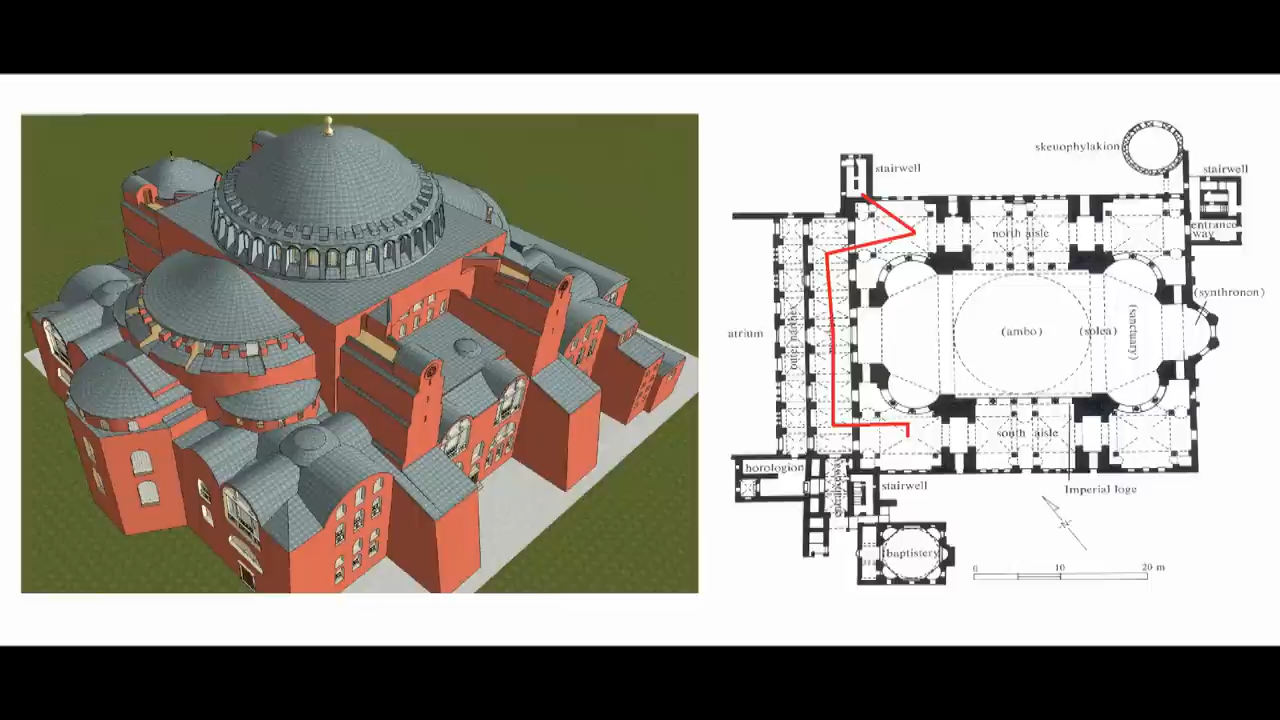 skeuophylakion
stairwell
stairwell
north aisle
entrance
way
(synthronon)
atrium
outer narthex
(ambo)
(solea)
(sanctuary)
south aisle
horologion
entranceway
stairwell
Imperial loge
baptistery
0 10 20 m